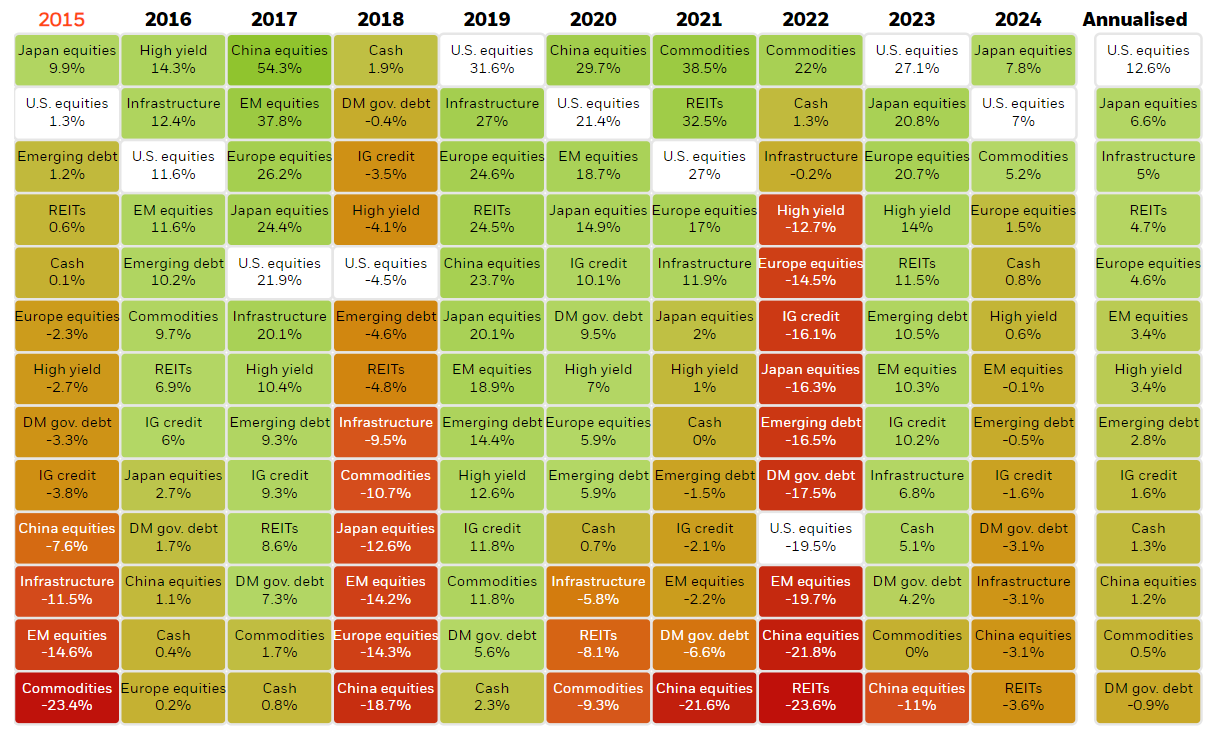 2015 2016 2017 2018 2019 2020 2021 2022 2023 2024 Annualised
Japan equities High yield China equities Cash U.S. equities China equities Commodities Commodities U.S. equities Japan equities U.S. equities
9.9% 14.3% 54.3% 1.9% 31.6% 29.7% 38.5% 22% 27.1% 7.8% 12.6%
U.S. equities Infrastructure EM equities DM gov. debt Infrastructure U.S. equities REITs Cash Japan equities U.S. equities Japan equities
1.3% 12.4% 37.8% -0.4% 27% 21.4% 32.5% 1.3% 20.8% 7% 6.6%
Emerging debt U.S. equities Europe equities IG credit Europe equities EM equities U.S. equities Infrastructure Europe equities Commodities Infrastructure
1.2% 11.6% 26.2% -3.5% 24.6% 18.7% 27% -0.2% 20.7% 5.2% 5%
REITs EM equities Japan equities High yield REITs Japan equities Europe equities High yield High yield Europe equities REITs
0.6% 11.6% 24.4% -4.1% 24.5% 14.9% 17% -12.7% 14% 1.5% 4.7%
Cash Emerging debt U.S. equities U.S. equities China equities IG credit Infrastructure Europe equities REITs Cash Europe equities
0.1% 10.2% 21.9% -4.5% 23.7% 10.1% 11.9% -14.5% 11.5% 0.8% 4.6%
Europe equities Commodities Infrastructure Emerging debt Japan equities DM gov. debt Japan equities IG credit Emerging debt High yield EM equities
-2.3% 9.7% 20.1% -4.6% 20.1% 9.5% 2% -16.1% 10.5% 0.6% 3.4%
High yield REITs High yield REITs EM equities High yield High yield Japan equities EM equities EM equities High yield
-2.7% 6.9% 10.4% -4.8% 18.9% 7% 1% -16.3% 10.3% -0.1% 3.4%
DM gov. debt IG credit Emerging debt Infrastructure Emerging debt Europe equities Cash Emerging debt IG credit Emerging debt Emerging debt
-3.3% 6% 9.3% -9.5% 14.4% 5.9% 0% -16.5% 10.2% -0.5% 2.8%
IG credit Japan equities IG credit Commodities High yield Emerging debt Emerging debt DM gov. debt Infrastructure IG credit IG credit
-3.8% 2.7% 9.3% -10.7% 12.6% 5.9% -1.5% -17.5% 6.8% -1.6% 1.6%
China equities DM gov. debt REITs Japan equities IG credit Cash IG credit U.S. equities Cash DM gov. debt Cash
-7.6% 1.7% 8.6% -12.6% 11.8% 0.7% -2.1% -19.5% 5.1% -3.1% 1.3%
Infrastructure China equities DM gov. debt EM equities Commodities Infrastructure EM equities EM equities DM gov. debt Infrastructure China equities
-11.5% 1.1% 7.3% -14.2% 11.8% -5.8% -2.2% -19.7% 4.2% -3.1% 1.2%
EM equities Cash Commodities Europe equities DM gov. debt REITs DM gov. debt China equities Commodities China equities Commodities
-14.6% 0.4% 1.7% -14.3% 5.6% -8.1% -6.6% -21.8% 0% -3.1% 0.5%
Commodities Europe equities Cash China equities Cash Commodities China equities REITs China equities REITs DM gov. debt
-23.4% 0.2% 0.8% -18.7% 2.3% -9.3% -21.6% -23.6% -11% -3.6% -0.9%